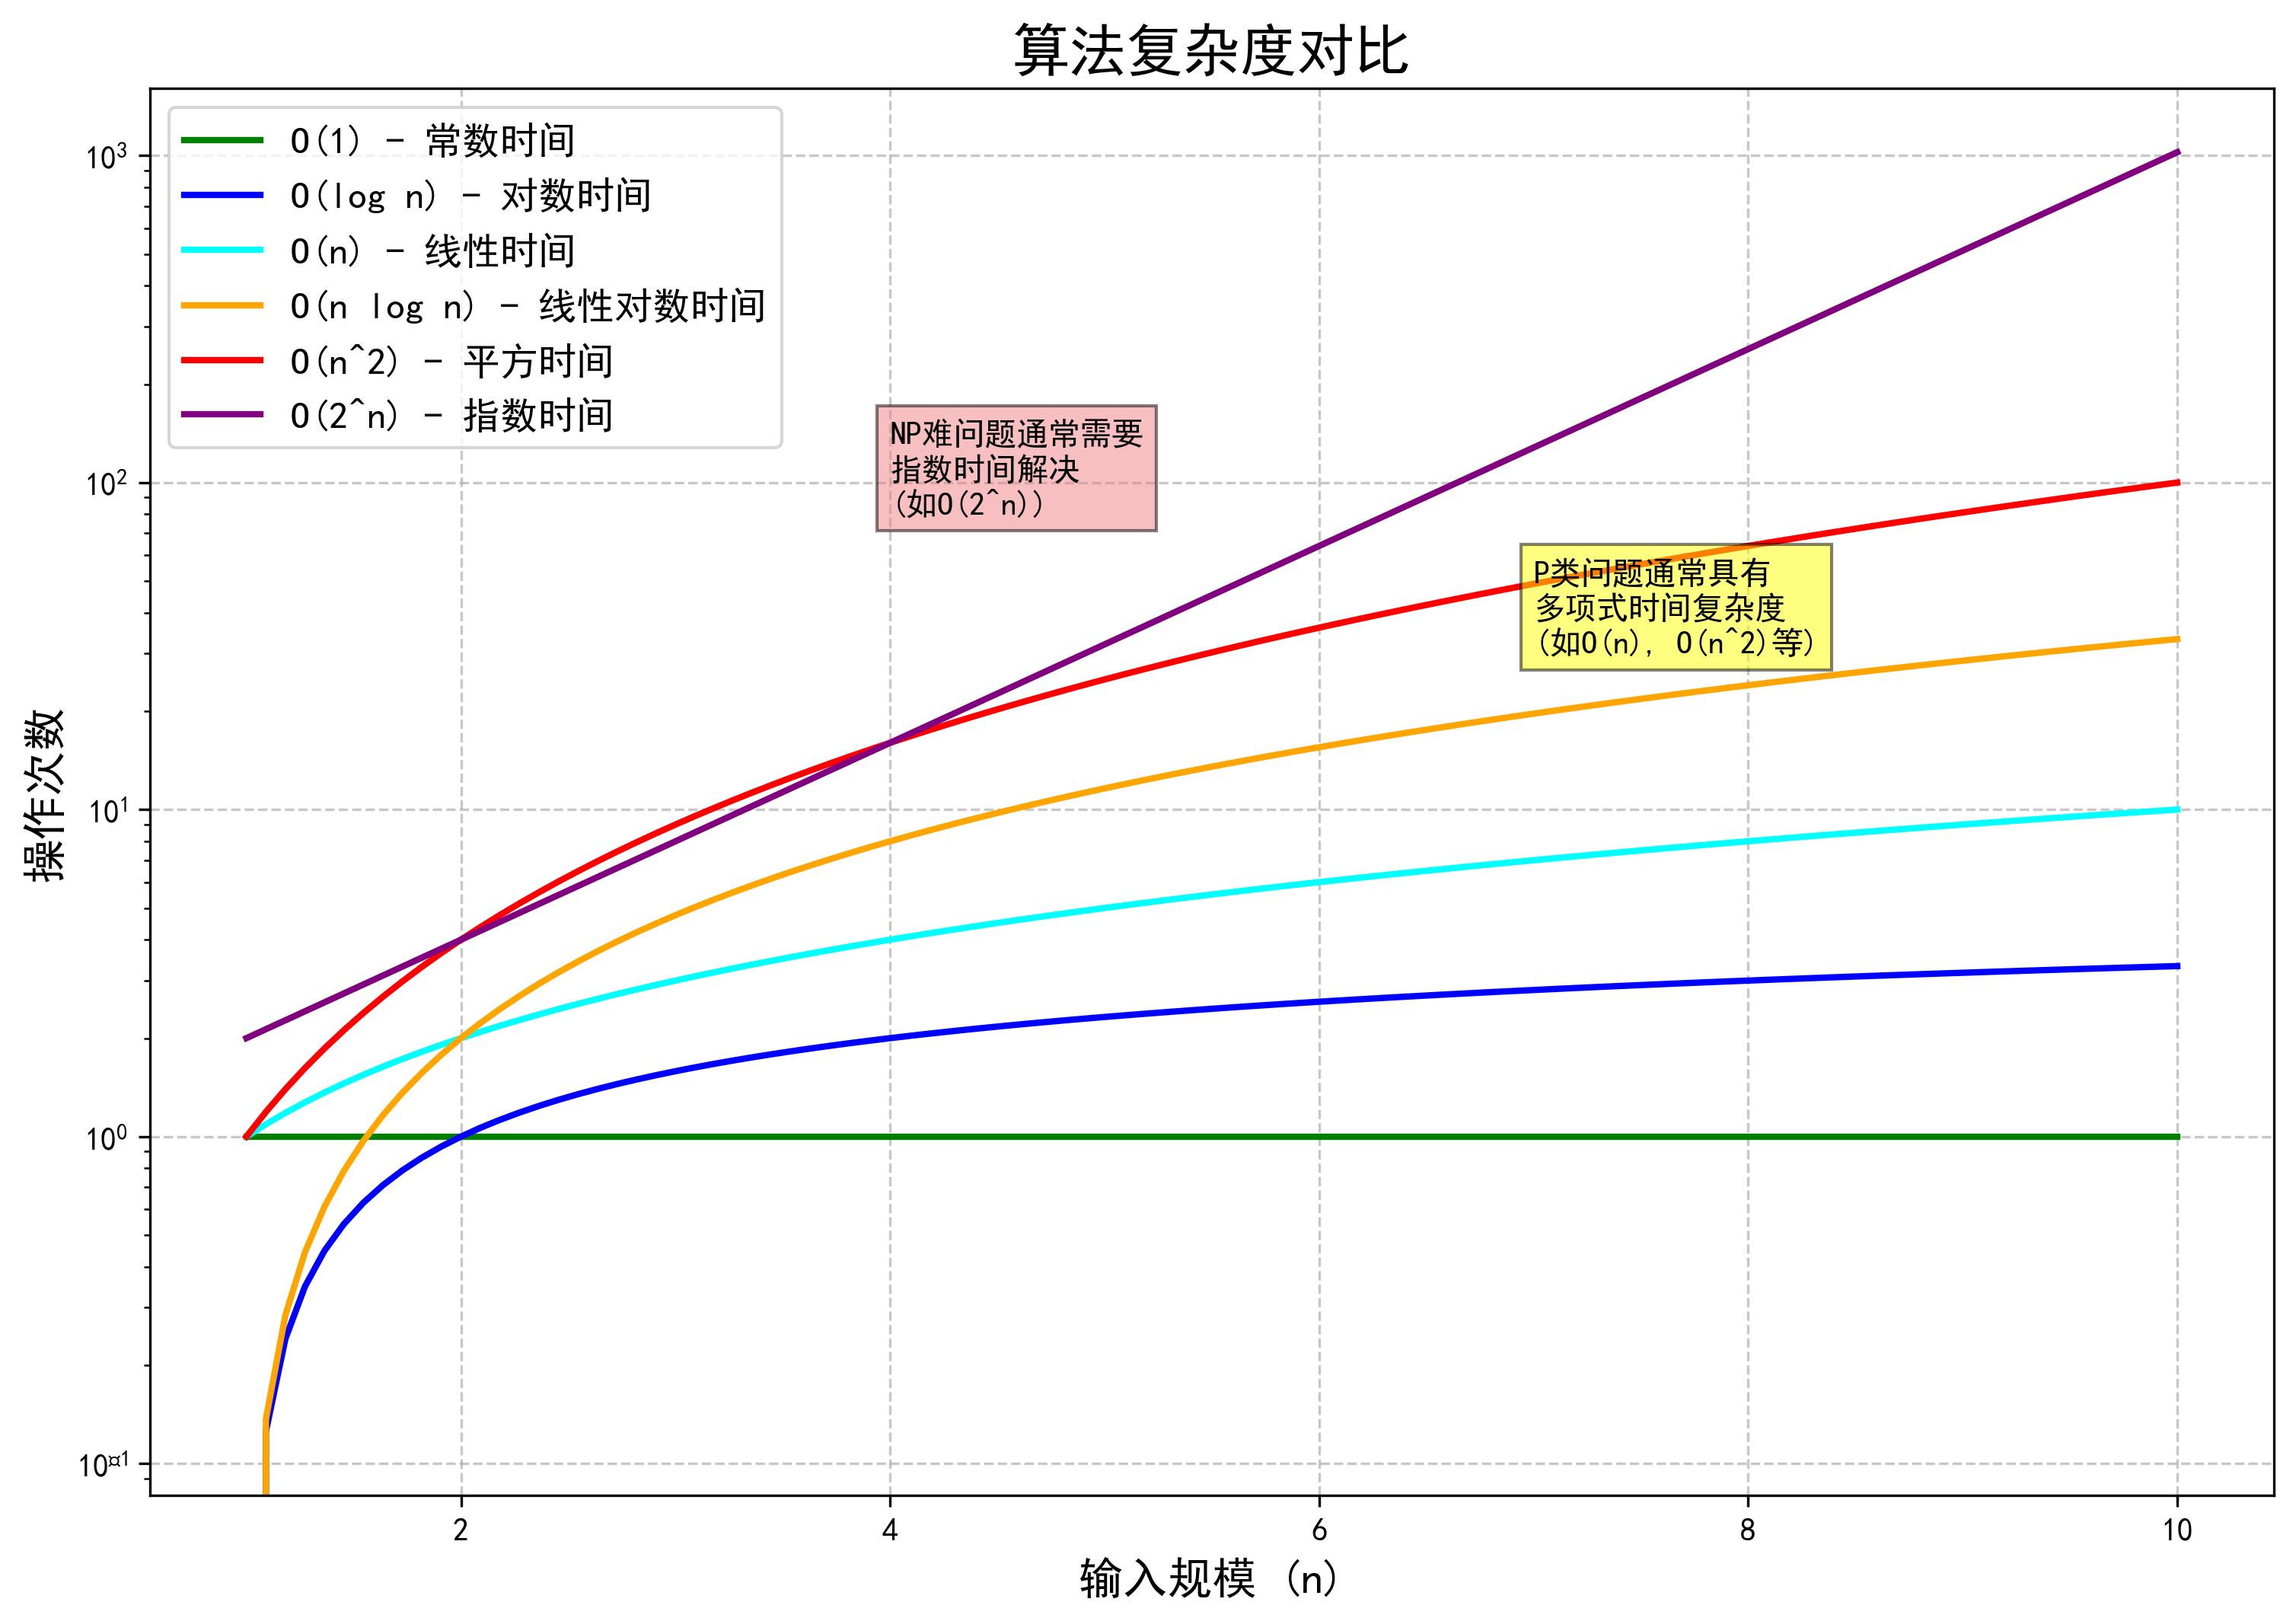 算法复杂度对比
O(1) - 常数时间
O(log n) - 对数时间
O(n) - 线性时间
O(n log n) - 线性对数时间
O(n^2) - 平方时间
O(2^n) - 指数时间
NP难问题通常需要
指数时间解决
(如O(2^n))
P类问题通常具有
多项式时间复杂度
(如O(n), O(n^2)等)
操作次数
10³
10²
10¹
10⁰
10¤¹
2 4 6 8 10
输入规模 (n)